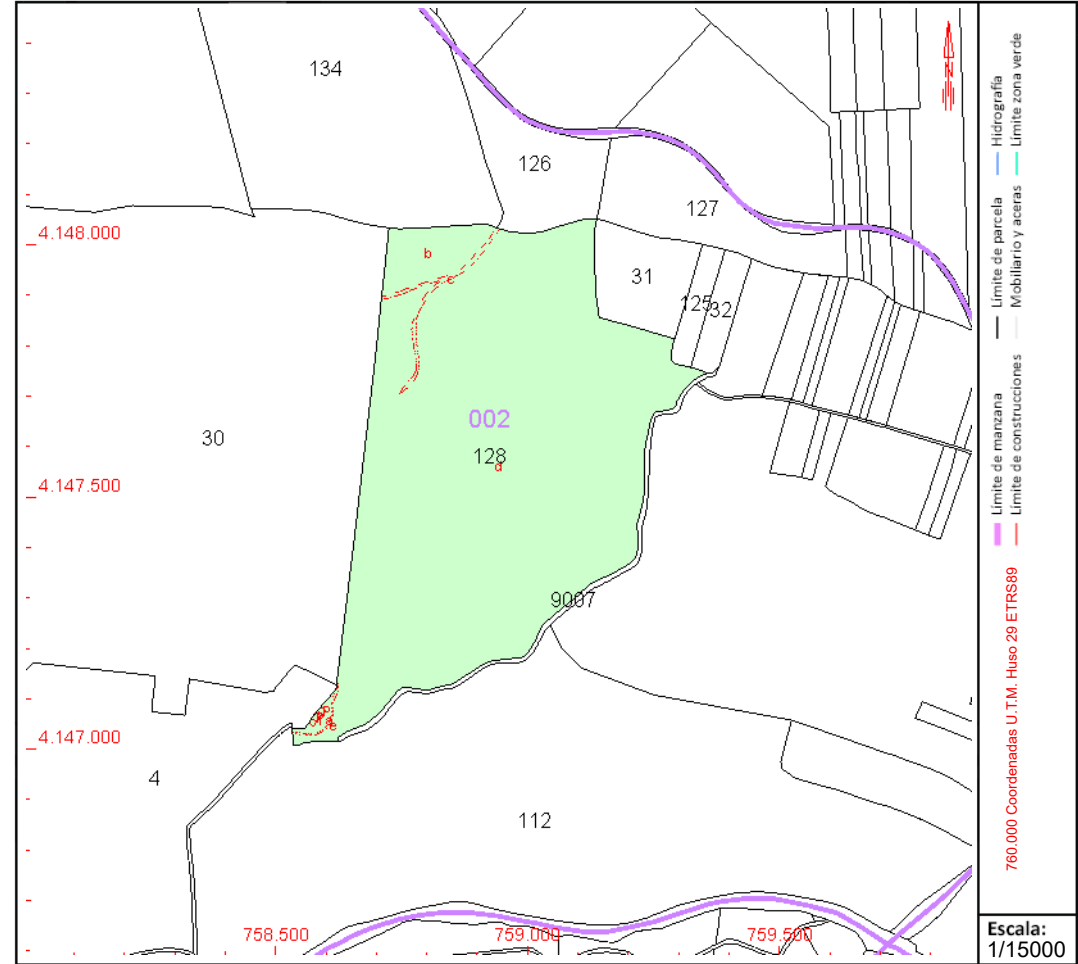 134
126
127
4.148.000
b
31
125
32
002
30
128
a
4.147.500
9007
4.147.000
4
112
758.500
759.000
759.500
N
Límite de manzana
Límite de parcela
Hidrografía
Límite de construcciones
Mobiliario y aceras
Límite zona verde
760.000 Coordenadas U.T.M. Huso 29 ETRS89
Escala:
1/15000